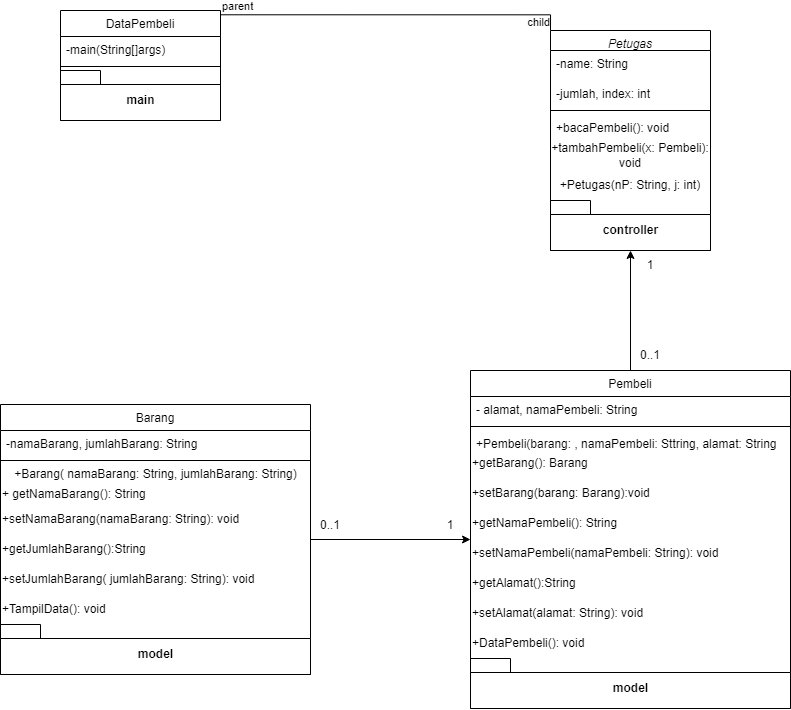 DataPembeli
-main(String[]args)
main
parent
child
Petugas
-name: String
-jumlah, index: int
+bacaPembeli(): void
+tambahPembeli(x: Pembeli):
void
+Petugas(nP: String, j: int)
controller
1
0..1
Pembeli
- alamat, namaPembeli: String
+Pembeli(barang: , namaPembeli: Sttring, alamat: String
+getBarang(): Barang
+setBarang(barang: Barang):void
+getNamaPembeli(): String
+setNamaPembeli(namaPembeli: String): void
+getAlamat():String
+setAlamat(alamat: String): void
+DataPembeli(): void
model
Barang
-namaBarang, jumlahBarang: String
+Barang( namaBarang: String, jumlahBarang: String)
+ getNamaBarang(): String
+setNamaBarang(namaBarang: String): void
+getJumlahBarang():String
+setJumlahBarang( jumlahBarang: String): void
+TampilData(): void
model
0..1
1